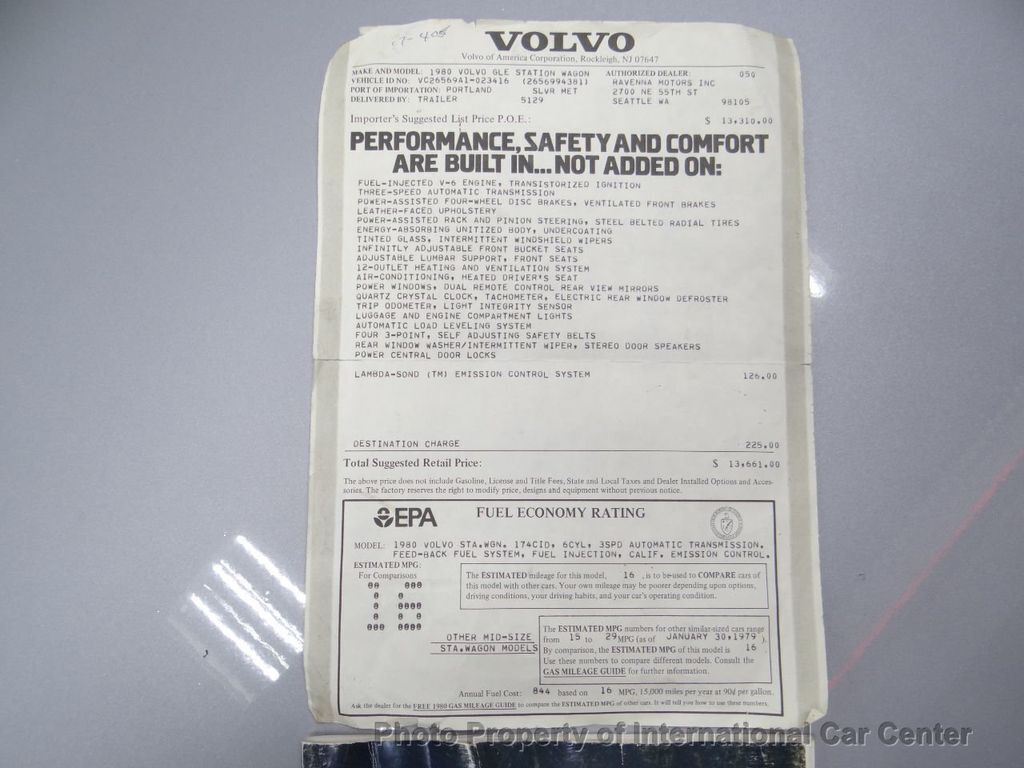 VOLVO
Volvo of America Corporation, Rockleigh, NJ 07647
MAKE AND MODEL: 1980 VOLVO GLE STATION WAGON AUTHORIZED DEALER: 050
VEHICLE ID NO: VC26569A1-023416 (2656994381) RAVENNA MOTORS INC
PORT OF IMPORTATION: PORTLAND SLVR MET 2700 NE 55TH ST
DELIVERED BY: TRAILER 5129 SEATTLE WA 98105
Importer's Suggested List Price P.O.E.: $ 13,310.00
PERFORMANCE, SAFETY AND COMFORT
ARE BUILT IN...NOT ADDED ON:
FUEL-INJECTED V-6 ENGINE, TRANSISTORIZED IGNITION
THREE-SPEED AUTOMATIC TRANSMISSION
POWER-ASSISTED FOUR-WHEEL DISC BRAKES, VENTILATED FRONT BRAKES
LEATHER-FACED UPHOLSTERY
POWER-ASSISTED RACK AND PINION STEERING, STEEL BELTED RADIAL TIRES
ENERGY-ABSORBING UNITIZED BODY, UNDERCOATING
TINTED GLASS, INTERMITTENT WINDSHIELD WIPERS
INFINITLY ADJUSTABLE FRONT BUCKET SEATS
ADJUSTABLE LUMBAR SUPPORT, FRONT SEATS
12-OUTLET HEATING AND VENTILATION SYSTEM
AIR-CONDITIONING, HEATED DRIVER'S SEAT
POWER WINDOWS, DUAL REMOTE CONTROL REAR VIEW MIRRORS
QUARTZ CRYSTAL CLOCK, TACHOMETER, ELECTRIC REAR WINDOW DEFROSTER
TRIP ODOMETER, LIGHT INTEGRITY SENSOR
LUGGAGE AND ENGINE COMPARTMENT LIGHTS
AUTOMATIC LOAD LEVELING SYSTEM
FOUR 3-POINT, SELF ADJUSTING SAFETY BELTS
REAR WINDOW WASHER/INTERMITTENT WIPER, STEREO DOOR SPEAKERS
POWER CENTRAL DOOR LOCKS
LAMBDA-SOND (TM) EMISSION CONTROL SYSTEM 126.00
DESTINATION CHARGE 225.00
Total Suggested Retail Price: $ 13,661.00
The above price does not include Gasoline, License and Title Fees, State and Local Taxes and Dealer Installed Options and Acces-
sories. The factory reserves the right to modify price, designs and equipment without previous notice.
EPA FUEL ECONOMY RATING
MODEL: 1980 VOLVO STA.WGN. 174CID, 6CYL, 3SPD AUTOMATIC TRANSMISSION,
FEED-BACK FUEL SYSTEM, FUEL INJECTION, CALIF. EMISSION CONTROL.
ESTIMATED MPG:
For Comparisons
16
The ESTIMATED mileage for this model, 16 , is to be used to COMPARE cars of
this model with other cars. Your own mileage may be poorer depending upon options,
driving conditions, your driving habits, and your car's operating condition.
OTHER MID-SIZE
STA.WAGON MODELS
The ESTIMATED MPG numbers for other similar-sized cars range
from 15 to 29 MPG (as of JANUARY 30,1979 ).
By comparison, the ESTIMATED MPG of this model is 16
Use these numbers to compare different models. Consult the
GAS MILEAGE GUIDE for further information.
Annual Fuel Cost: 844 based on 16 MPG, 15,000 miles per year at 90¢ per gallon.
Ask the dealer for the FREE 1980 GAS MILEAGE GUIDE to compare the ESTIMATED MPG of other cars. It will tell you how to use these numbers.
Photo Property of International Car Center